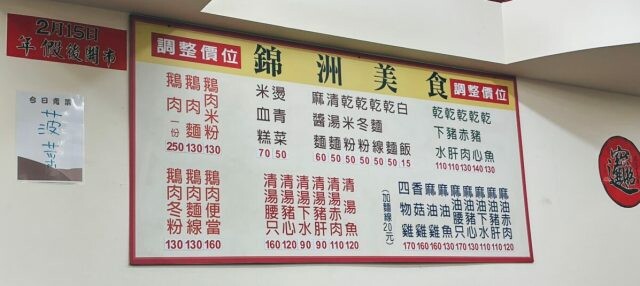 2月15日
年假後開市
今日青菜
調整價位
錦洲美食
調整價位
鵝肉一份 250
鵝肉麵 130
鵝肉米粉 130
米血糕 70
燙青菜 50
麻醬麵 60
清湯麵 50
乾米粉 50
乾冬粉 50
乾麵線 50
乾麵 50
白飯 15
乾下水 110
乾豬肝 110
乾赤肉 130
乾豬心 140
乾魚 130
鵝肉冬粉 130
鵝肉麵線 130
鵝肉便當 160
清湯腰只 160
清湯豬心 120
清湯下水 90
清湯豬肝 90
清湯赤肉 110
清湯魚 120
(加麵線20元)
四物雞 170
香菇雞 160
麻油雞 160
麻油魚 130
麻油腰只 170
麻油豬心 130
麻油下水 110
麻油豬肝 110
麻油赤肉 120